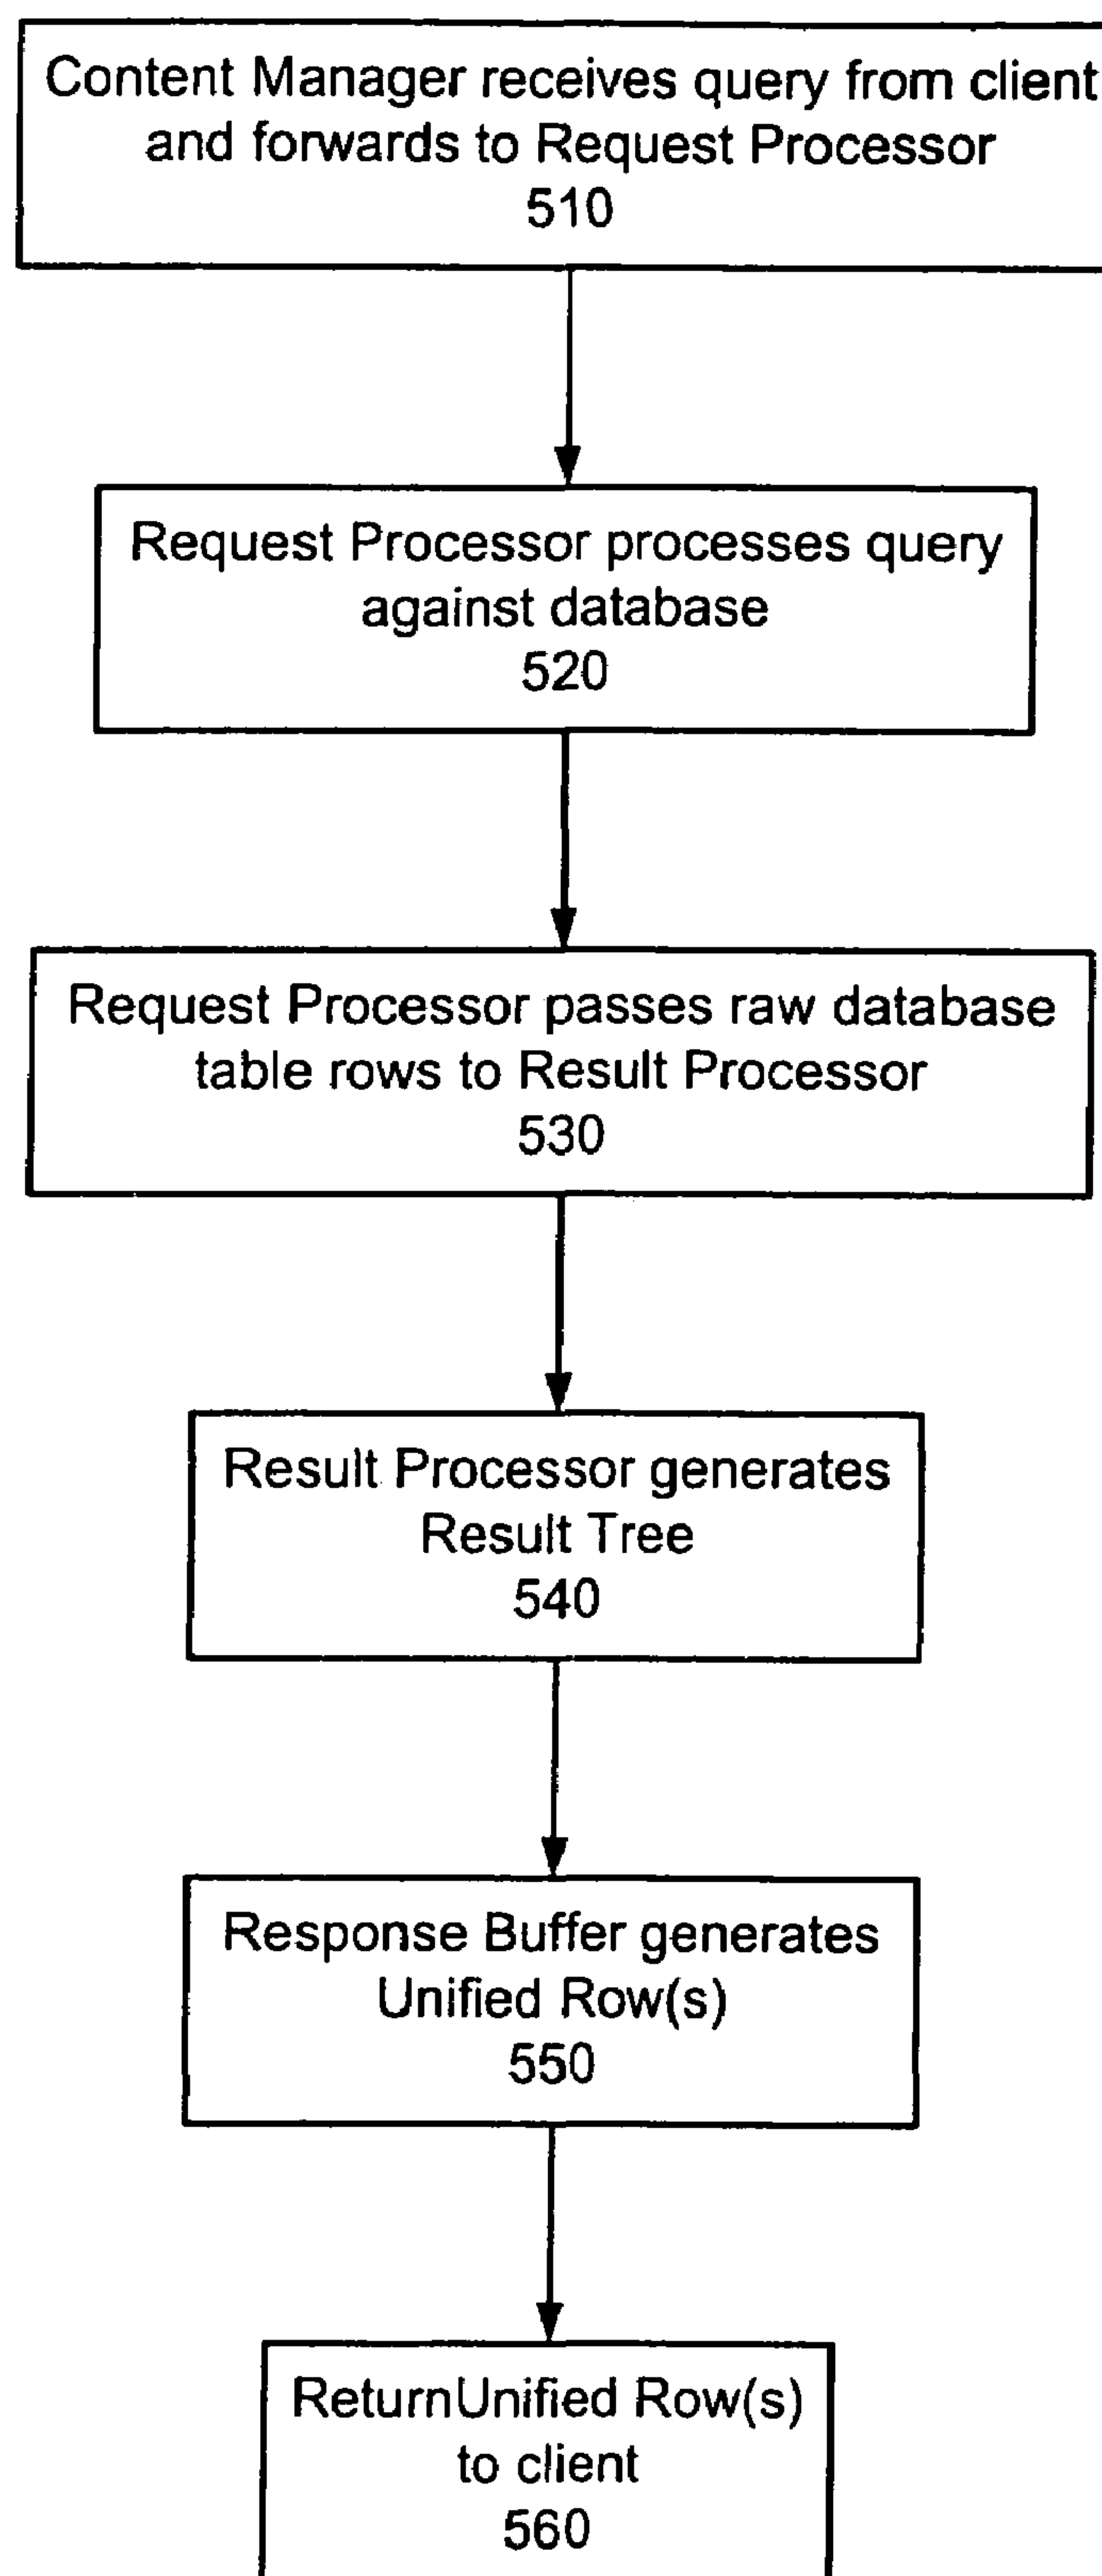 Content Manager receives query from client
and forwards to Request Processor
510
Request Processor processes query
against database
520
Request Processor passes raw database
table rows to Result Processor
530
Result Processor generates
Result Tree
540
Response Buffer generates
Unified Row(s)
550
ReturnUnified Row(s)
to client
560